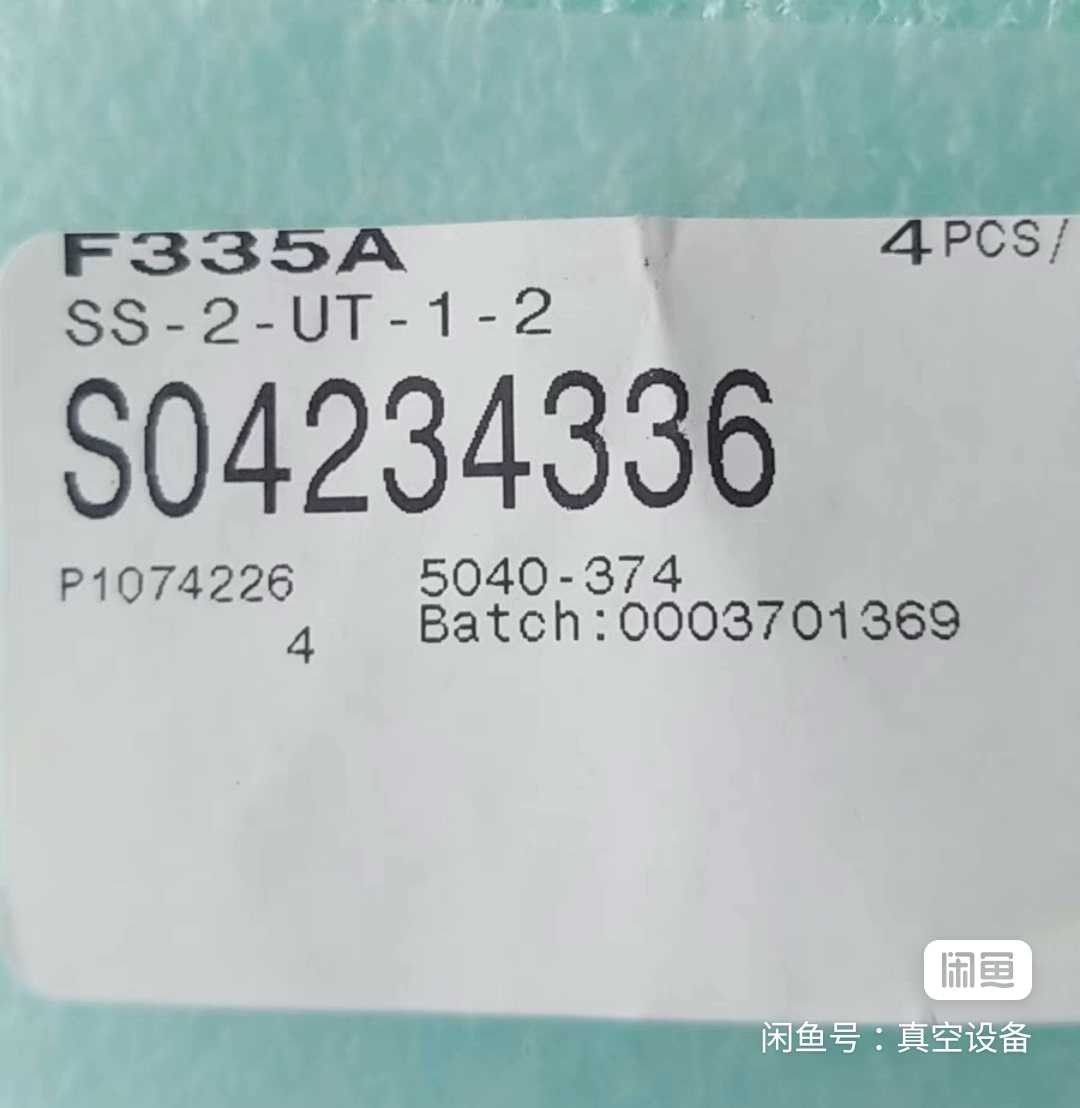 F335A 4PCS/
SS-2-UT-1-2
S04234336
P1074226 5040-374
4 Batch:0003701369
闲鱼
闲鱼号：真空设备